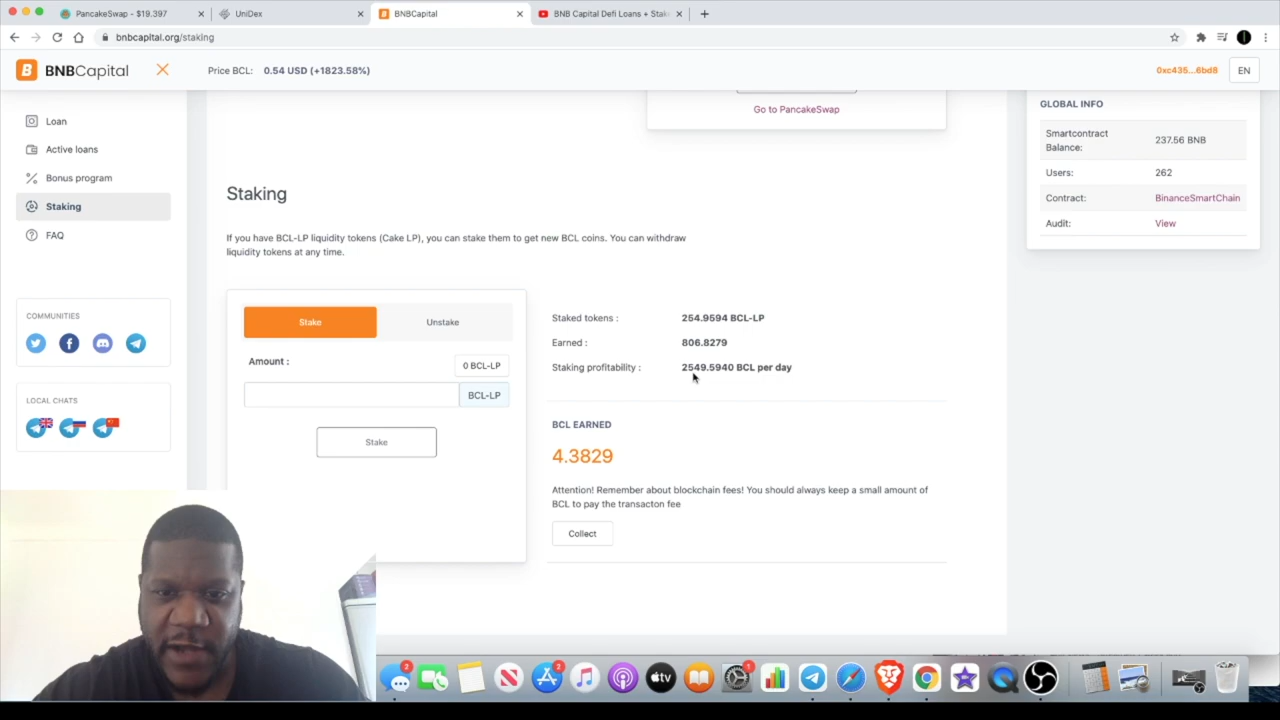 PancakeSwap - $19.397
UniDex
BNBCapital
BNB Capital Defi Loans + Stak
bnbcapital.org/staking
BNBCapital
Price BCL: 0.54 USD (+1823.58%)
0xc435...6bd8
EN
Loan
Active loans
Bonus program
Staking
FAQ
COMMUNITIES
LOCAL CHATS
Go to PancakeSwap
Staking
If you have BCL-LP liquidity tokens (Cake LP), you can stake them to get new BCL coins. You can withdraw
liquidity tokens at any time.
Stake
Unstake
Amount :
0 BCL-LP
BCL-LP
Stake
Staked tokens : 254.9594 BCL-LP
Earned : 806.8279
Staking profitability : 2549.5940 BCL per day
BCL EARNED
4.3829
Attention! Remember about blockchain fees! You should always keep a small amount of
BCL to pay the transacton fee
Collect
GLOBAL INFO
Smartcontract
Balance:
237.56 BNB
Users: 262
Contract: BinanceSmartChain
Audit: View
2
2
tv
1